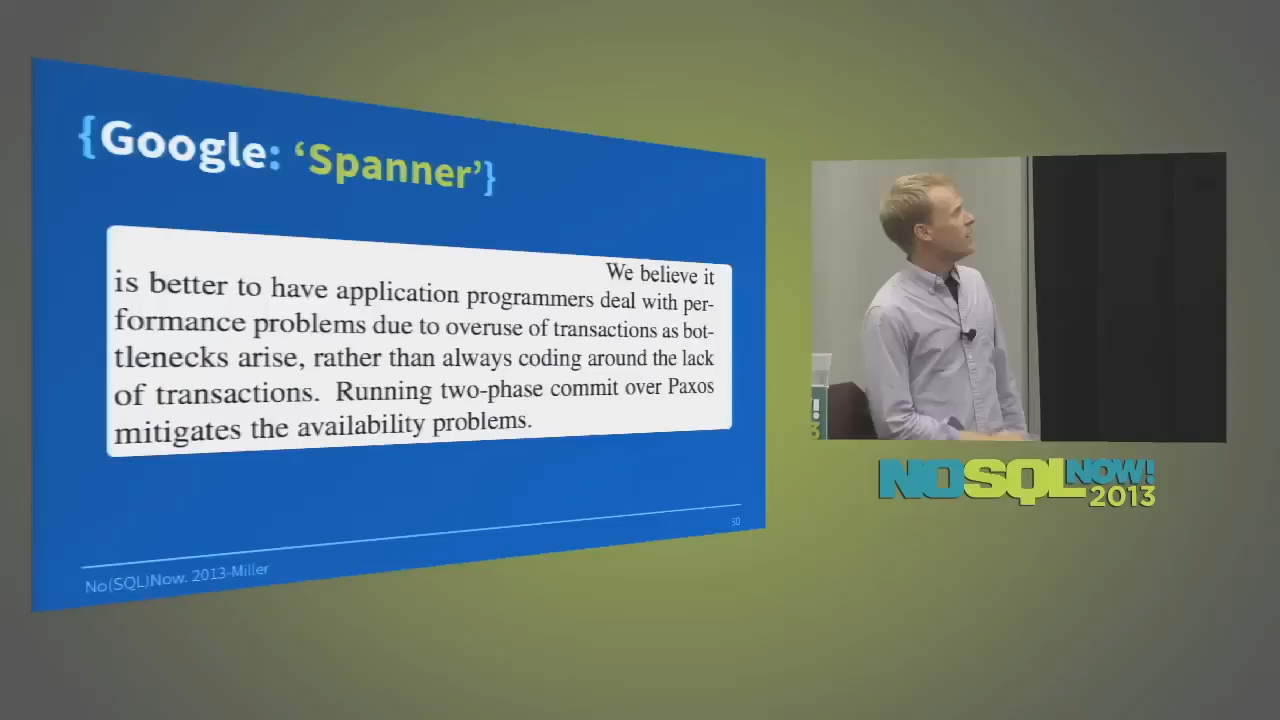 {Google: ‘Spanner’}
We believe it
is better to have application programmers deal with per-
formance problems due to overuse of transactions as bot-
tlenecks arise, rather than always coding around the lack
of transactions. Running two-phase commit over Paxos
mitigates the availability problems.
No(SQL)Now. 2013-Miller
NOSQLNOW!
2013